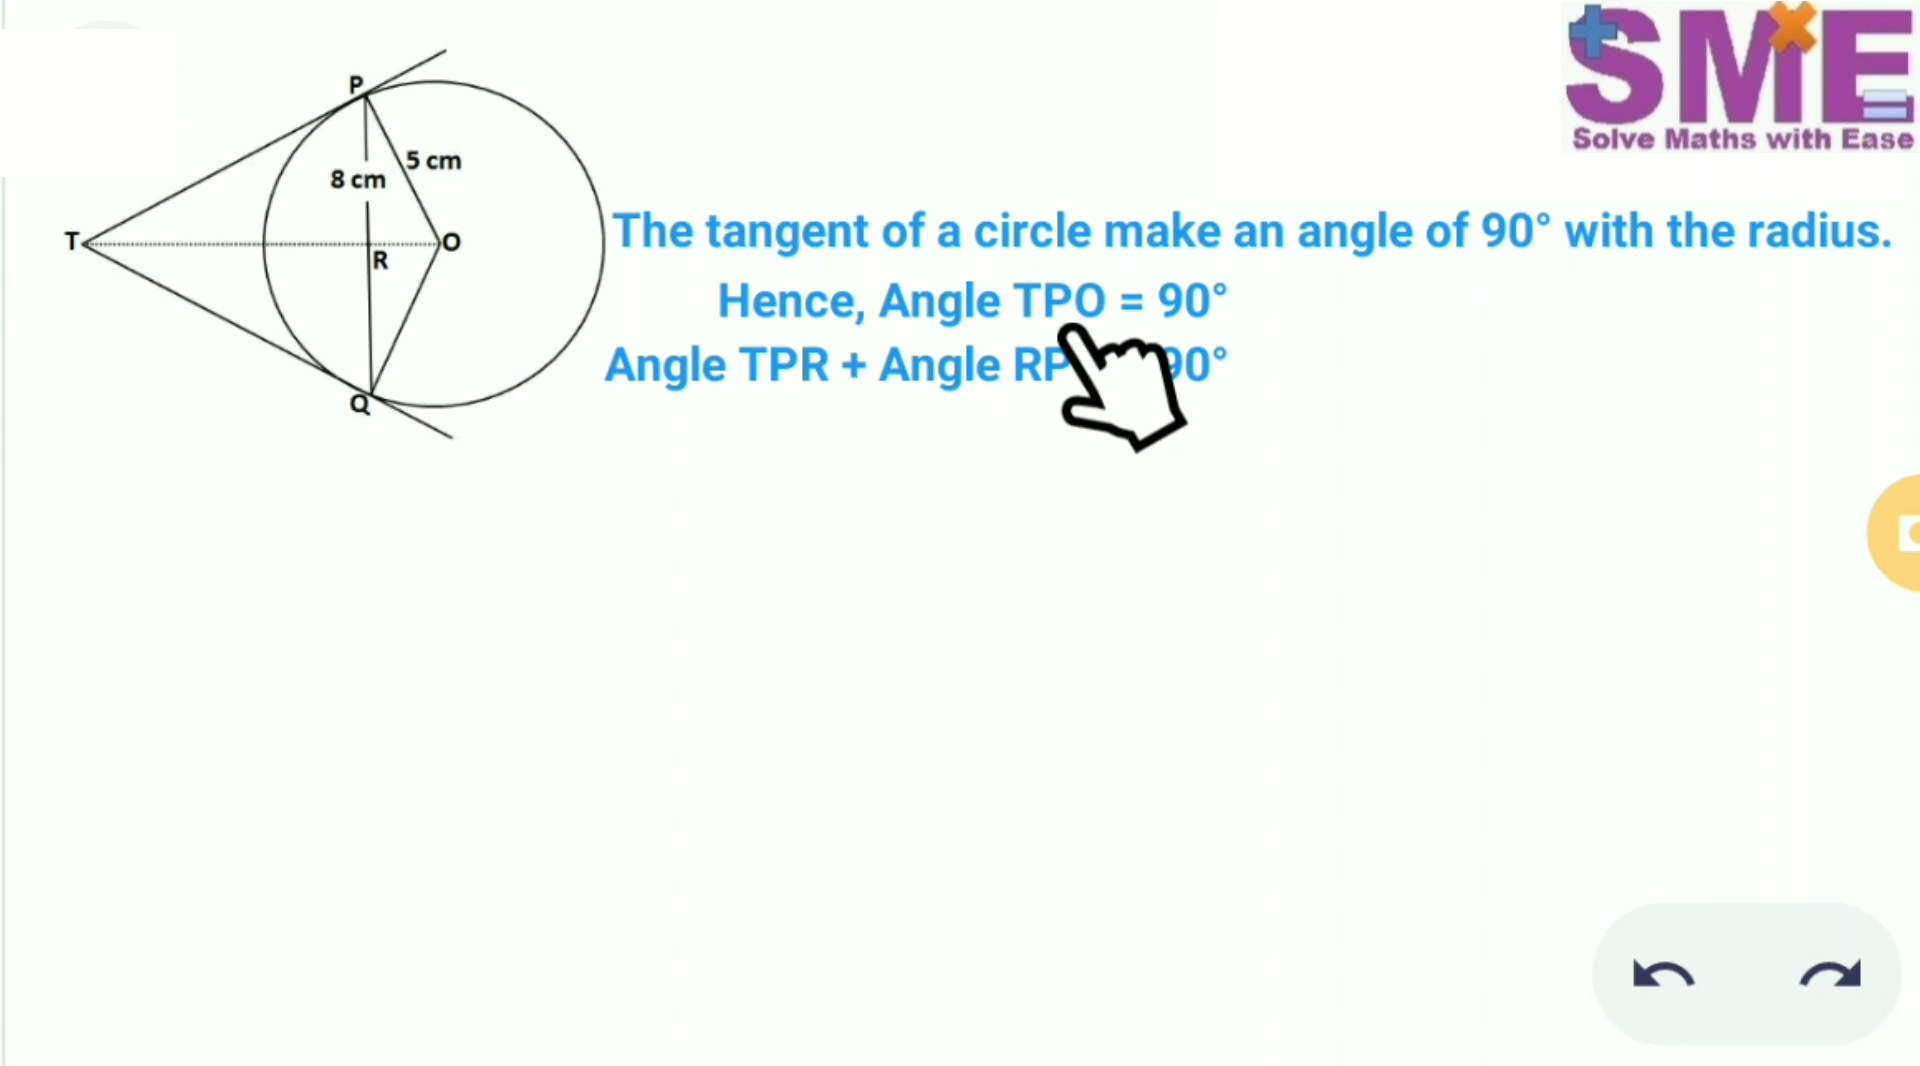 SME
Solve Maths with Ease
P
5 cm
8 cm
T
O
R
Q
The tangent of a circle make an angle of 90° with the radius.
Hence, Angle TPO = 90°
Angle TPR + Angle RP 90°